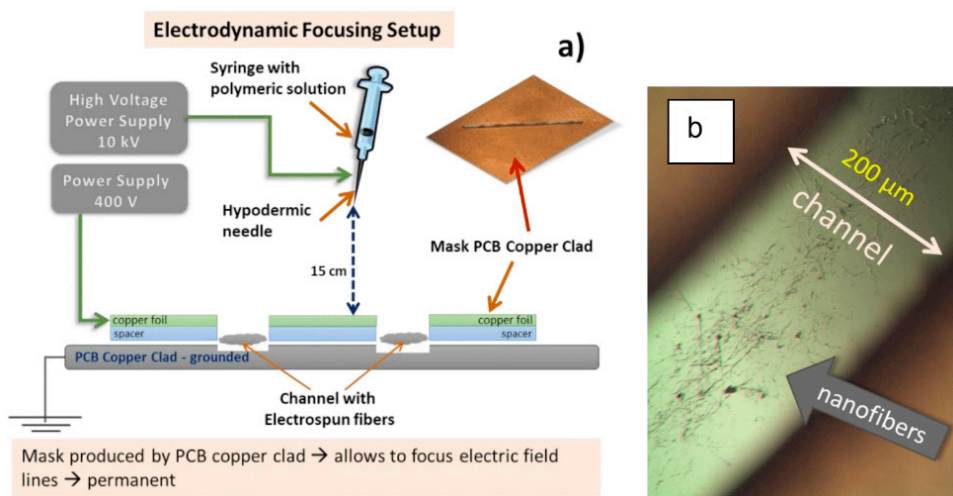 Electrodynamic Focusing Setup
a)
Syringe with
polymeric solution
High Voltage
Power Supply
10 kV
Power Supply
400 V
Hypodermic
needle
Mask PCB Copper Clad
15 cm
copper foil
spacer
copper foil
spacer
PCB Copper Clad - grounded
Channel with
Electrospun fibers
Mask produced by PCB copper clad → allows to focus electric field
lines → permanent
b
200 µm
channel
nanofibers